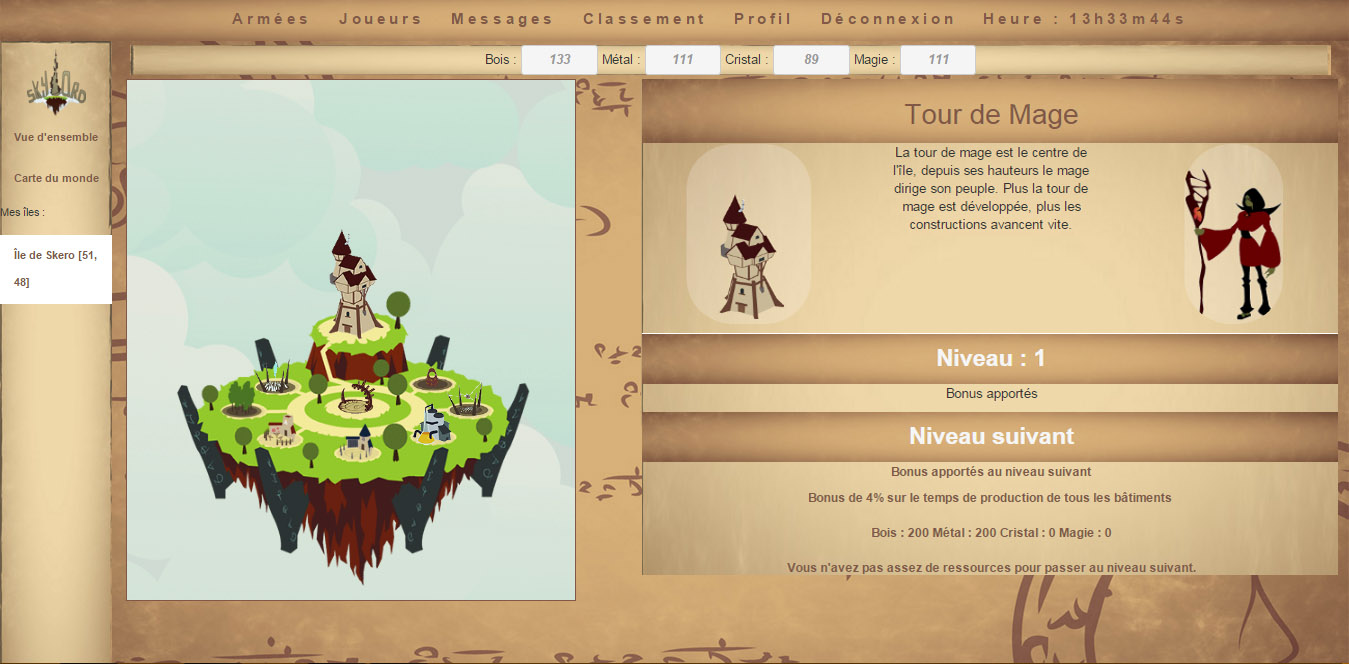 Armées Joueurs Messages Classement Profil Déconnexion Heure : 13h33m44s
Bois : 133 Métal : 111 Cristal : 89 Magie : 111
SKYLORD
Vue d'ensemble
Carte du monde
Mes îles :
Île de Skero [51,
48]
Tour de Mage
La tour de mage est le centre de
l'île, depuis ses hauteurs le mage
dirige son peuple. Plus la tour de
mage est développée, plus les
constructions avancent vite.
Niveau : 1
Bonus apportés
Niveau suivant
Bonus apportés au niveau suivant
Bonus de 4% sur le temps de production de tous les bâtiments
Bois : 200 Métal : 200 Cristal : 0 Magie : 0
Vous n'avez pas assez de ressources pour passer au niveau suivant.